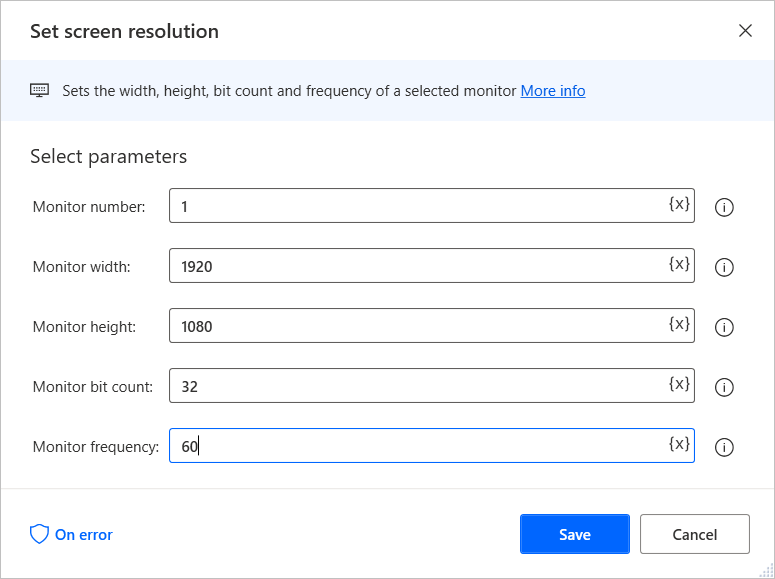 Set screen resolution
Sets the width, height, bit count and frequency of a selected monitor More info
Select parameters
Monitor number: 1 {x}
Monitor width: 1920 {x}
Monitor height: 1080 {x}
Monitor bit count: 32 {x}
Monitor frequency: 60 {x}
On error Save Cancel